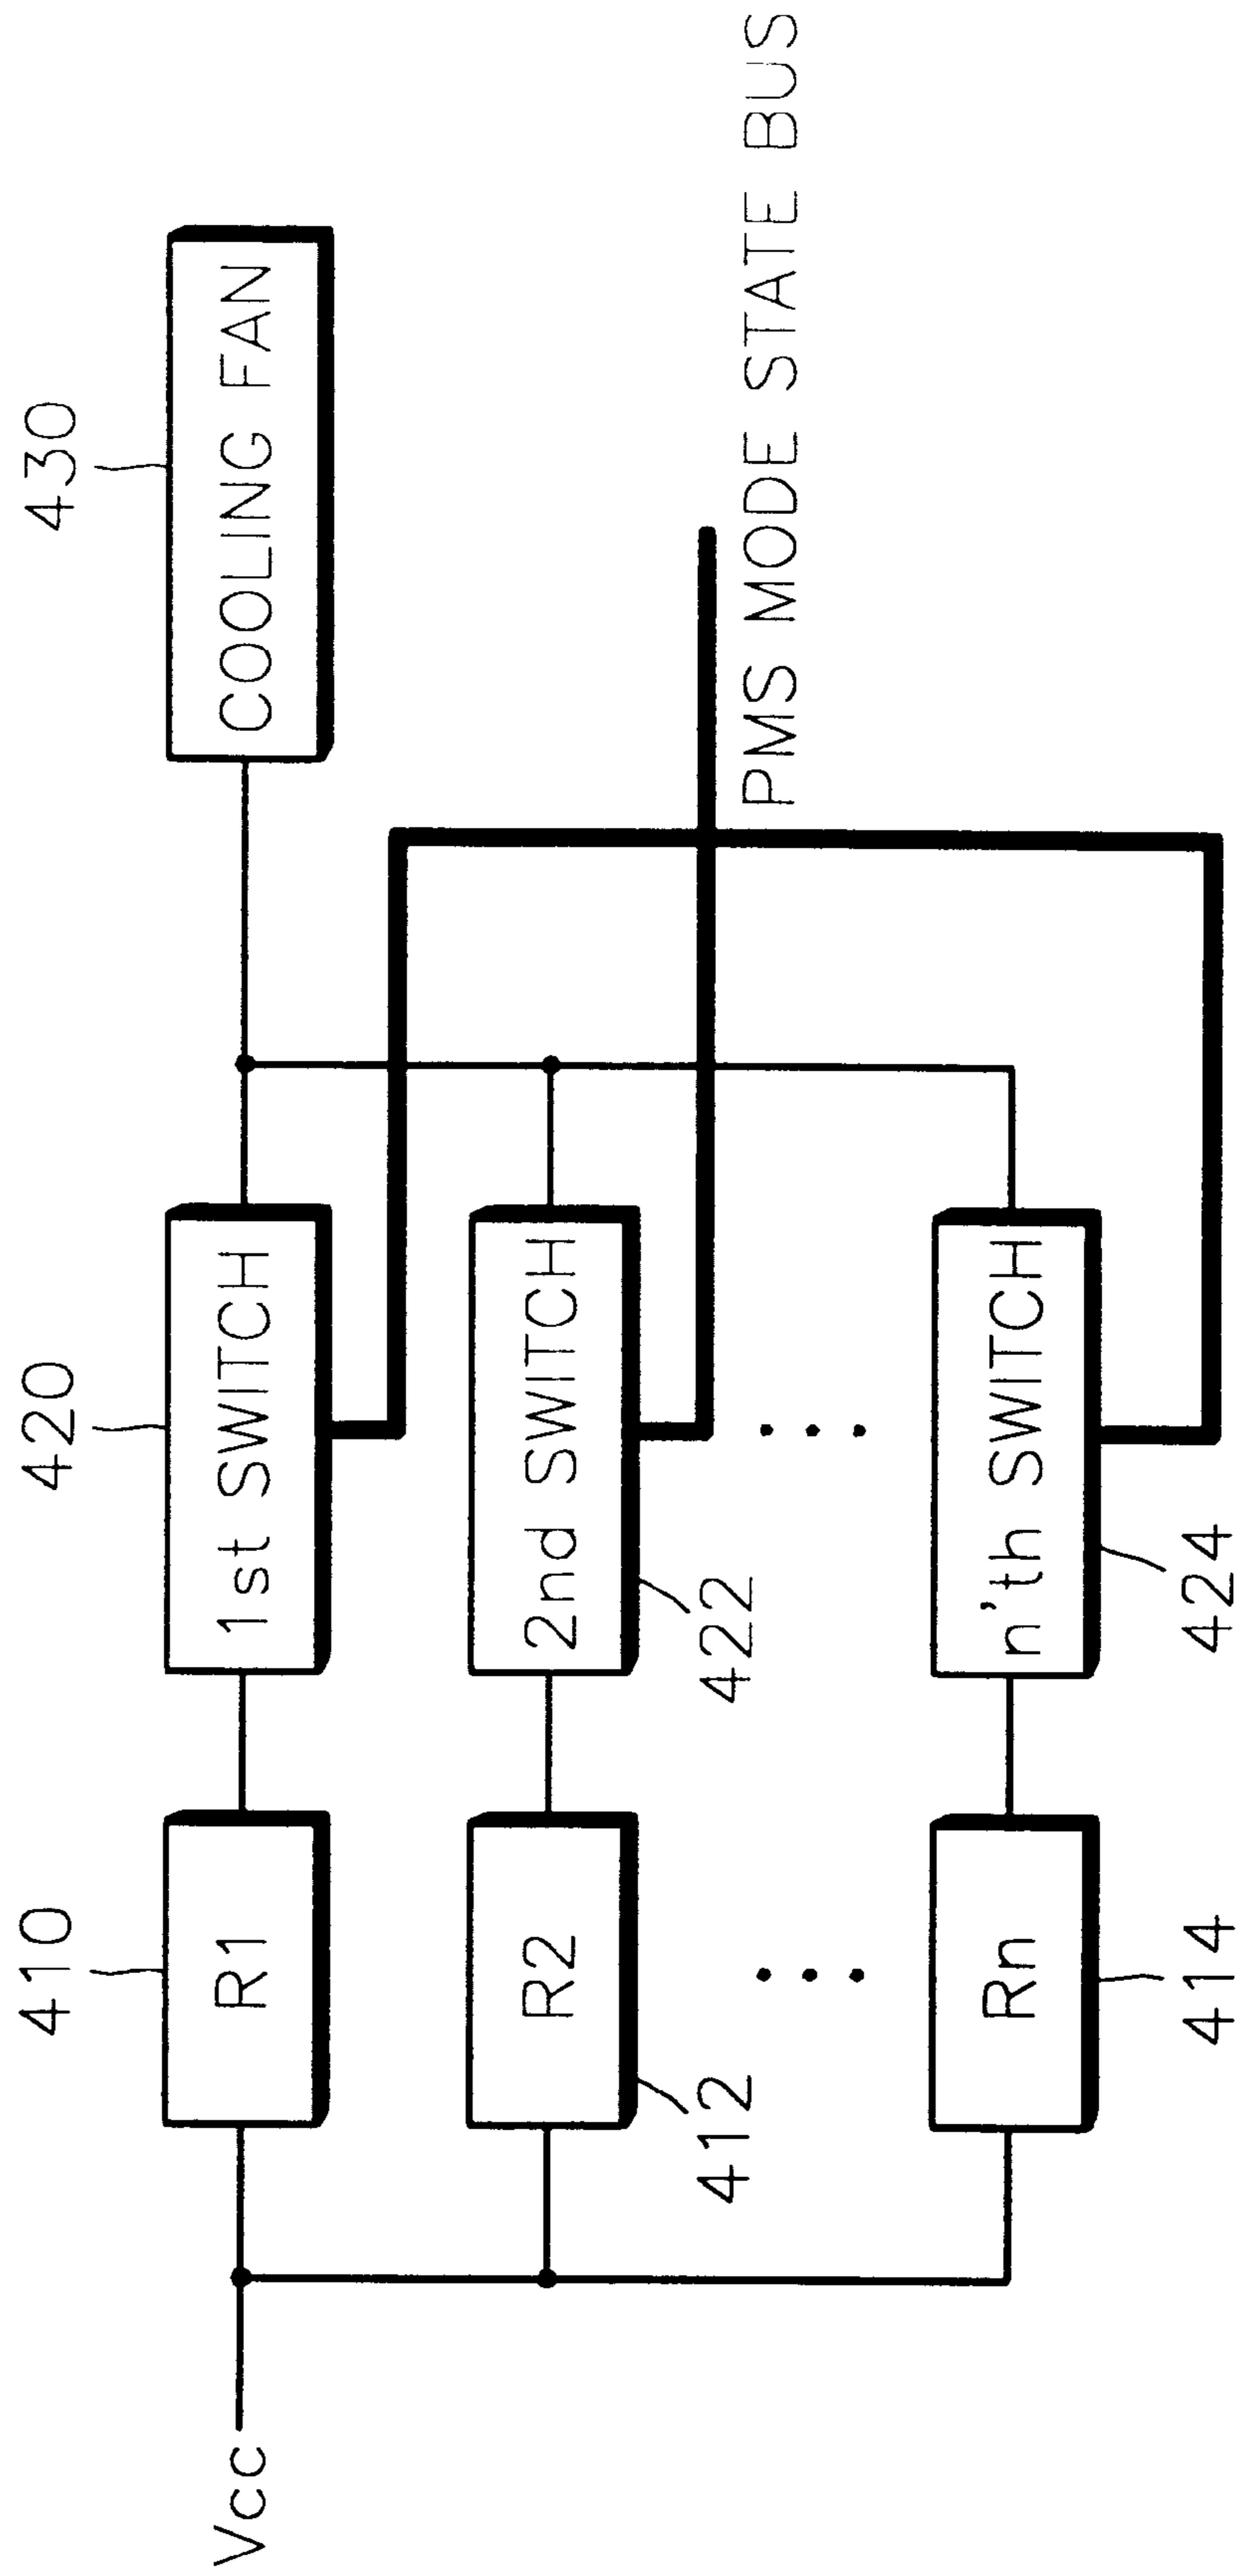 410
420
430
Vcc
R1
1st SWITCH
COOLING FAN
R2
2nd SWITCH
412
422
PMS MODE STATE BUS
Rn
n'th SWITCH
414
424